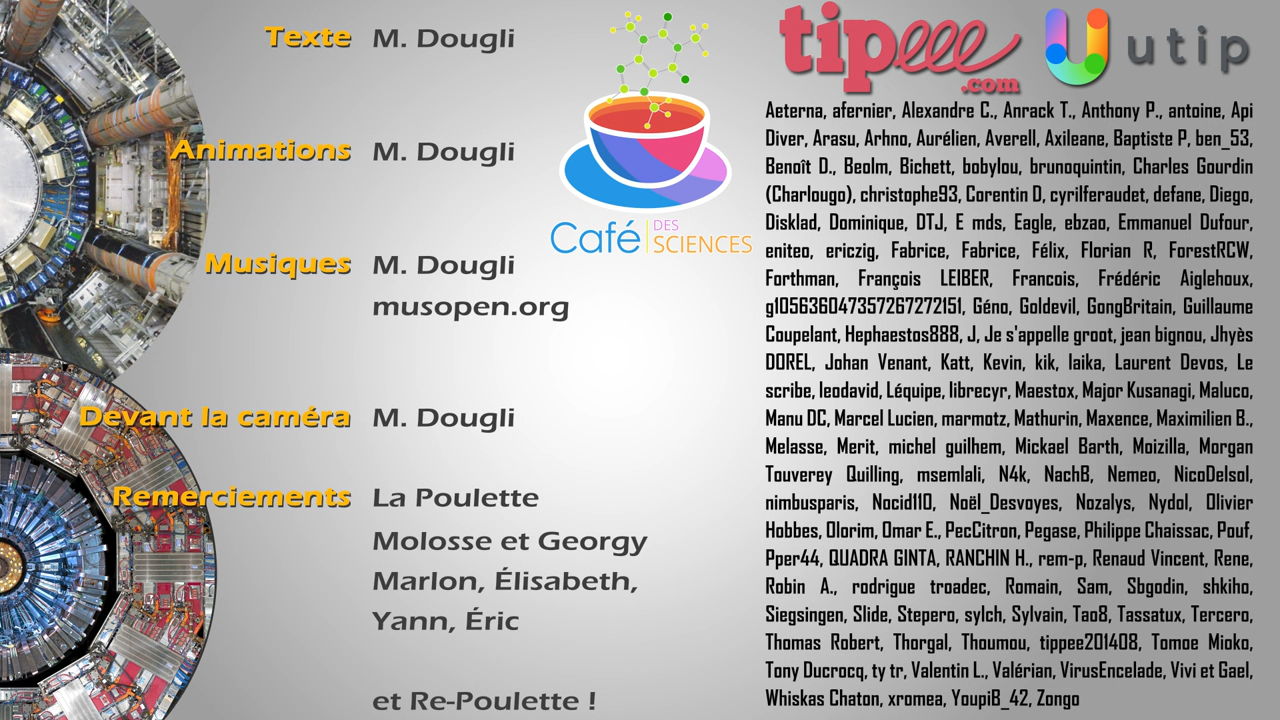 Texte M. Dougli
Animations M. Dougli
Musiques M. Dougli
musopen.org
Devant la caméra M. Dougli
Remerciements La Poulette
Molosse et Georgy
Marlon, Élisabeth,
Yann, Éric
et Re-Poulette !
Café DES SCIENCES
tipeee.com
utip
Aeterna, afernier, Alexandre C., Anrack T., Anthony P., antoine, Api
Diver, Arasu, Arhno, Aurélien, Averell, Axileane, Baptiste P, ben_53,
Benoît D., Beolm, Bichett, bobylou, brunoquintin, Charles Gourdin
(Charlougo), christophe93, Corentin D, cyrilferaudet, defane, Diego,
Disklad, Dominique, DTJ, E mds, Eagle, ebzao, Emmanuel Dufour,
eniteo, ericzig, Fabrice, Fabrice, Félix, Florian R, ForestRCW,
Forthman, François LEIBER, Francois, Frédéric Aiglehoux,
g105636047357267272151, Géno, Goldevil, GongBritain, Guillaume
Coupelant, Hephaestos888, J, Je s'appelle groot, jean bignou, Jhyès
DOREL, Johan Venant, Katt, Kevin, kik, laika, Laurent Devos, Le
scribe, leodavid, Léquipe, librecyr, Maestox, Major Kusanagi, Maluco,
Manu DC, Marcel Lucien, marmotz, Mathurin, Maxence, Maximilien B.,
Melasse, Merit, michel guilhem, Mickael Barth, Moizilla, Morgan
Touverey Quilling, msemlali, N4k, NachB, Nemeo, NicoDelsol,
nimbusparis, Nocid110, Noël_Desvoyes, Nozalys, Nydol, Olivier
Hobbes, Olorim, Omar E., PecCitron, Pegase, Philippe Chaissac, Pouf,
Pper44, QUADRA GINTA, RANCHIN H., rem-p, Renaud Vincent, Rene,
Robin A., rodrigue troadec, Romain, Sam, Sbgodin, shkiho,
Siegsingen, Slide, Stepero, sylch, Sylvain, Tao8, Tassatux, Tercero,
Thomas Robert, Thorgal, Thoumou, tippee201408, Tomoe Mioko,
Tony Ducrocq, ty tr, Valentin L., Valérian, VirusEncelade, Vivi et Gael,
Whiskas Chaton, xromea, YoupiB_42, Zongo